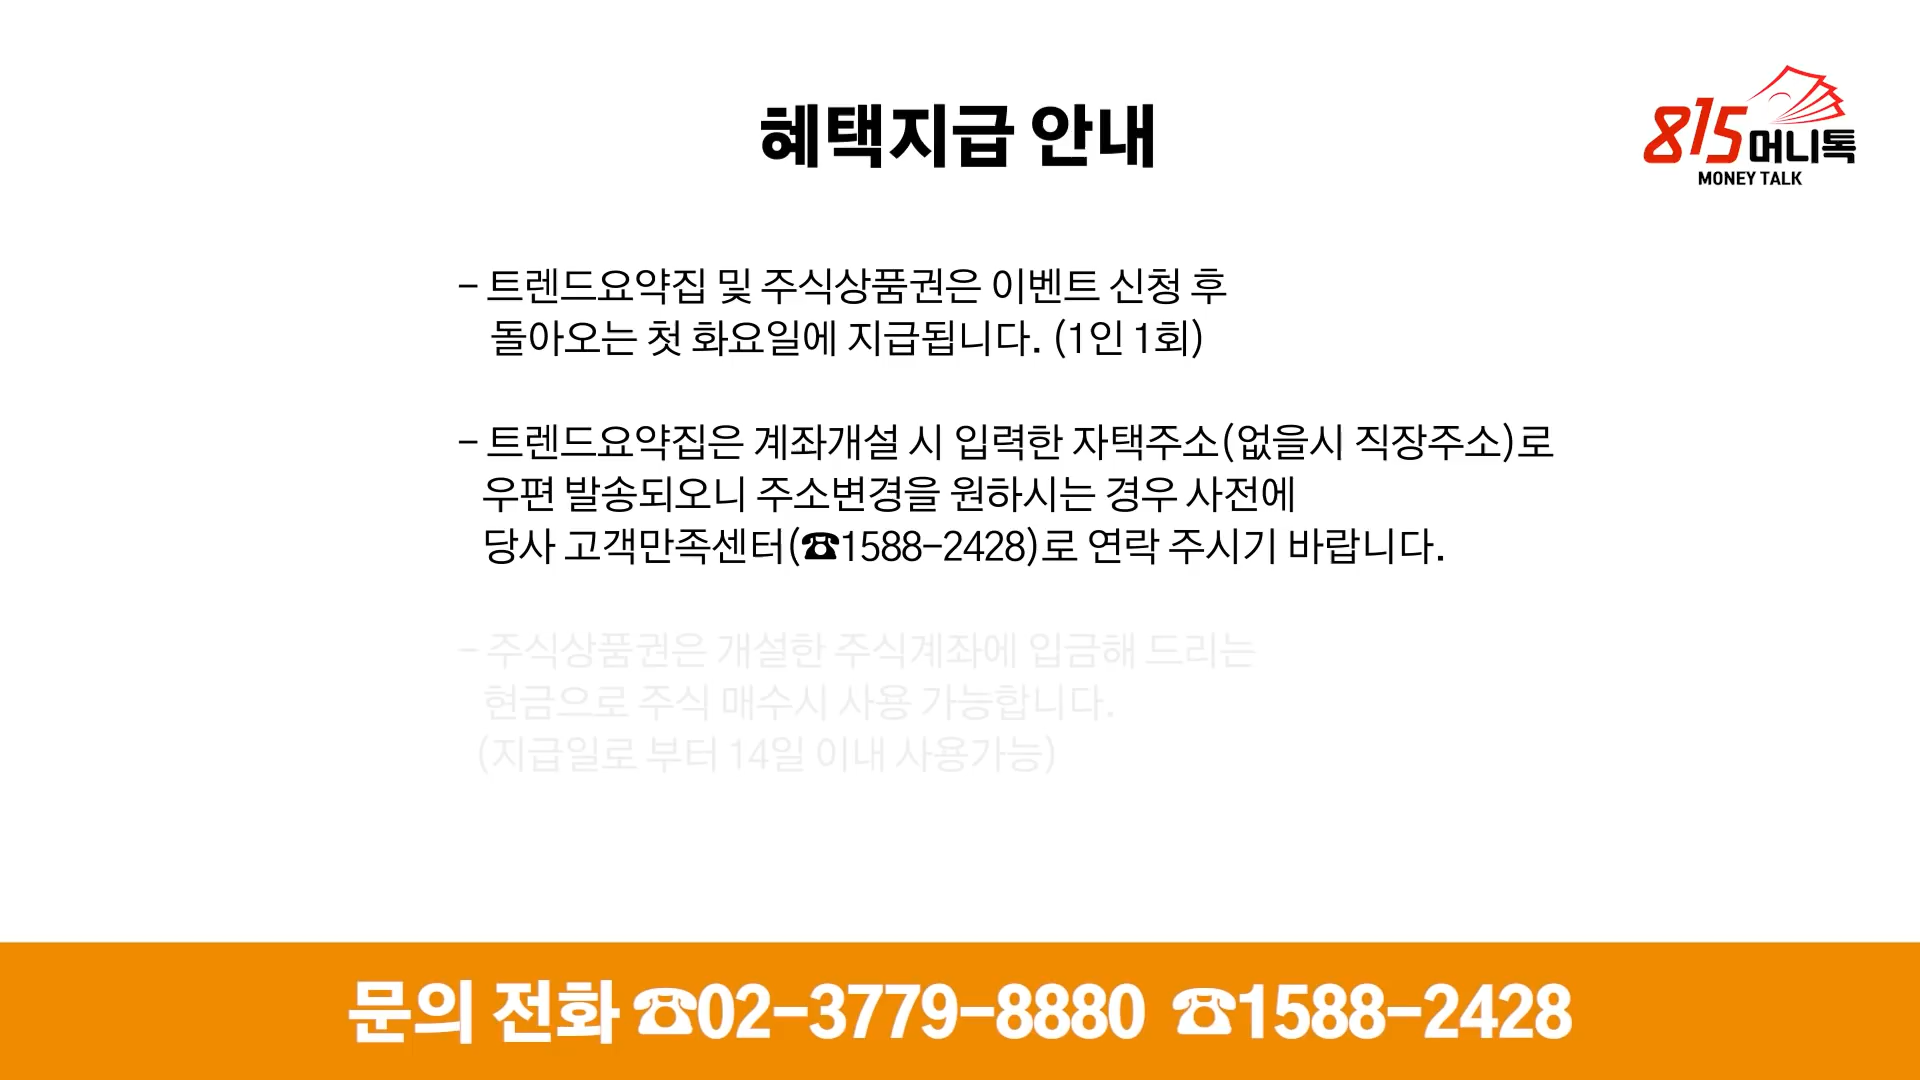 혜택지급 안내
815머니톡
MONEY TALK
- 트렌드요약집 및 주식상품권은 이벤트 신청 후
돌아오는 첫 화요일에 지급됩니다. (1인 1회)
- 트렌드요약집은 계좌개설 시 입력한 자택주소(없을시 직장주소)로
우편 발송되오니 주소변경을 원하시는 경우 사전에
당사 고객만족센터(☎1588-2428)로 연락 주시기 바랍니다.
- 주식상품권은 개설한 주식계좌에 입금해 드리는
현금으로 주식 매수시 사용 가능합니다.
(지급일로 부터 14일 이내 사용가능)
문의 전화 ☎02-3779-8880 ☎1588-2428